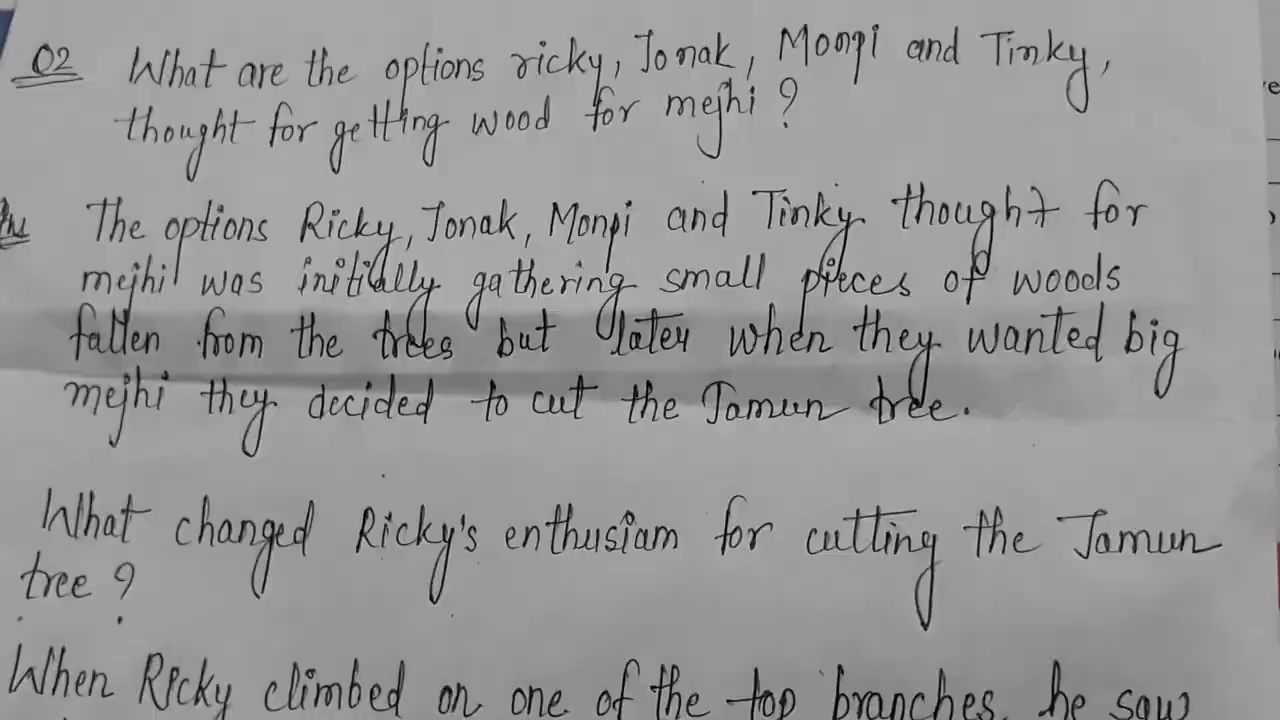 Q2 What are the options ricky, Jonak, Monpi and Tinky,
thought for getting wood for mejhi ?
The options Ricky, Jonak, Monpi and Tinky thought for
mejhi was initially gathering small pieces of woods
fallen from the trees but later when they wanted big
mejhi they decided to cut the Jamun tree.
What changed Ricky's enthusiam for cutting the Jamun
tree ?
When Ricky climbed on one of the top branches, he saw